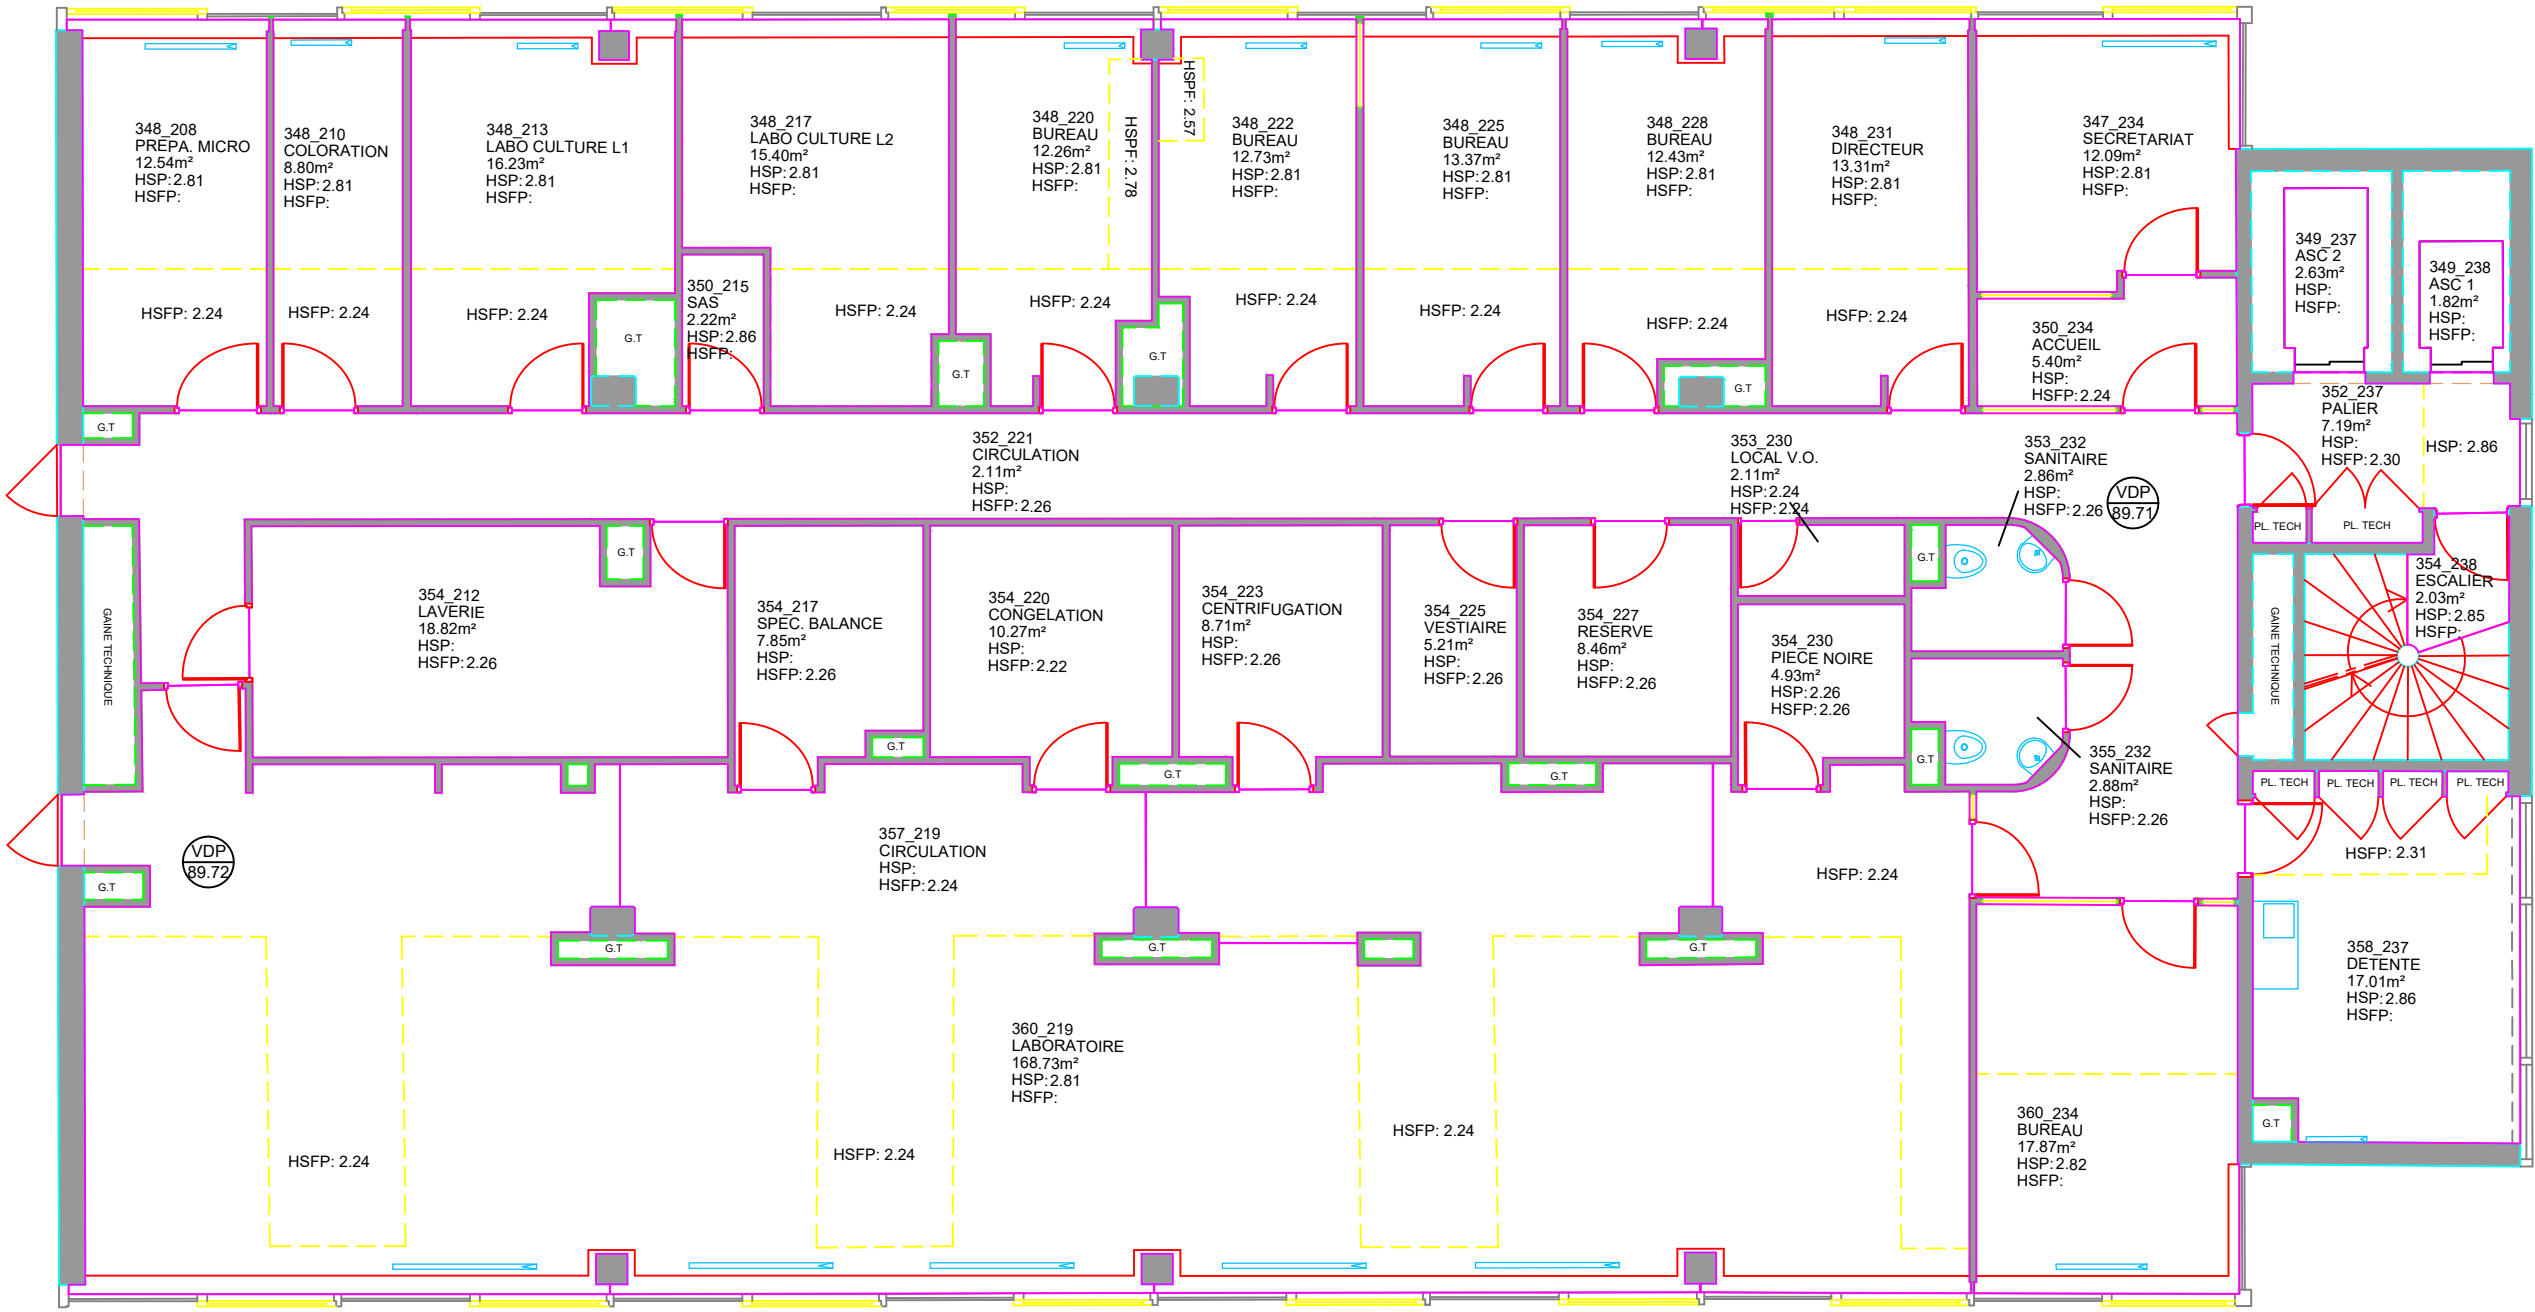 348_208
PREPA. MICRO
12.54m²
HSP:2.81
HSFP:
348_210
COLORATION
8.80m²
HSP:2.81
HSFP:
348_213
LABO CULTURE L1
16.23m²
HSP:2.81
HSFP:
348_217
LABO CULTURE L2
15.40m²
HSP:2.81
HSFP:
348_220
BUREAU
12.26m²
HSP:2.81
HSFP:
HSPF: 2.78
HSPF: 2.57
348_222
BUREAU
12.73m²
HSP:2.81
HSFP:
348_225
BUREAU
13.37m²
HSP:2.81
HSFP:
348_228
BUREAU
12.43m²
HSP:2.81
HSFP:
348_231
DIRECTEUR
13.31m²
HSP:2.81
HSFP:
347_234
SECRETARIAT
12.09m²
HSP:2.81
HSFP:
349_237
ASC 2
2.63m²
HSP:
HSFP:
349_238
ASC 1
1.82m²
HSP:
HSFP:
HSFP: 2.24
HSFP: 2.24
HSFP: 2.24
G.T
350_215
SAS
2.22m²
HSP:2.86
HSFP:
HSFP: 2.24
G.T
HSFP: 2.24
G.T
HSFP: 2.24
HSFP: 2.24
HSFP: 2.24
G.T
HSFP: 2.24
350_234
ACCUEIL
5.40m²
HSP:
HSFP:2.24
352_237
PALIER
7.19m²
HSP:
HSFP:2.30
HSP: 2.86
G.T
352_221
CIRCULATION
2.11m²
HSP:
HSFP:2.26
353_230
LOCAL V.O.
2.11m²
HSP:2.24
HSFP:2.24
353_232
SANITAIRE
2.86m²
HSP:
HSFP:2.26
VDP
89.71
PL. TECH
PL. TECH
GAINE TECHNIQUE
354_212
LAVERIE
18.82m²
HSP:
HSFP:2.26
G.T
354_217
SPEC. BALANCE
7.85m²
HSP:
HSFP:2.26
G.T
354_220
CONGELATION
10.27m²
HSP:
HSFP:2.22
354_223
CENTRIFUGATION
8.71m²
HSP:
HSFP:2.26
354_225
VESTIAIRE
5.21m²
HSP:
HSFP:2.26
354_227
RESERVE
8.46m²
HSP:
HSFP:2.26
354_230
PIECE NOIRE
4.93m²
HSP:2.26
HSFP:2.26
G.T
G.T
GAINE TECHNIQUE
354_238
ESCALIER
2.03m²
HSP:2.85
HSFP:
355_232
SANITAIRE
2.88m²
HSP:
HSFP:2.26
G.T
G.T
PL. TECH
PL. TECH
PL. TECH
PL. TECH
VDP
89.72
G.T
357_219
CIRCULATION
HSP:
HSFP:2.24
HSFP: 2.24
HSFP: 2.31
G.T
G.T
G.T
358_237
DETENTE
17.01m²
HSP:2.86
HSFP:
360_219
LABORATOIRE
168.73m²
HSP:2.81
HSFP:
HSFP: 2.24
HSFP: 2.24
HSFP: 2.24
360_234
BUREAU
17.87m²
HSP:2.82
HSFP:
G.T